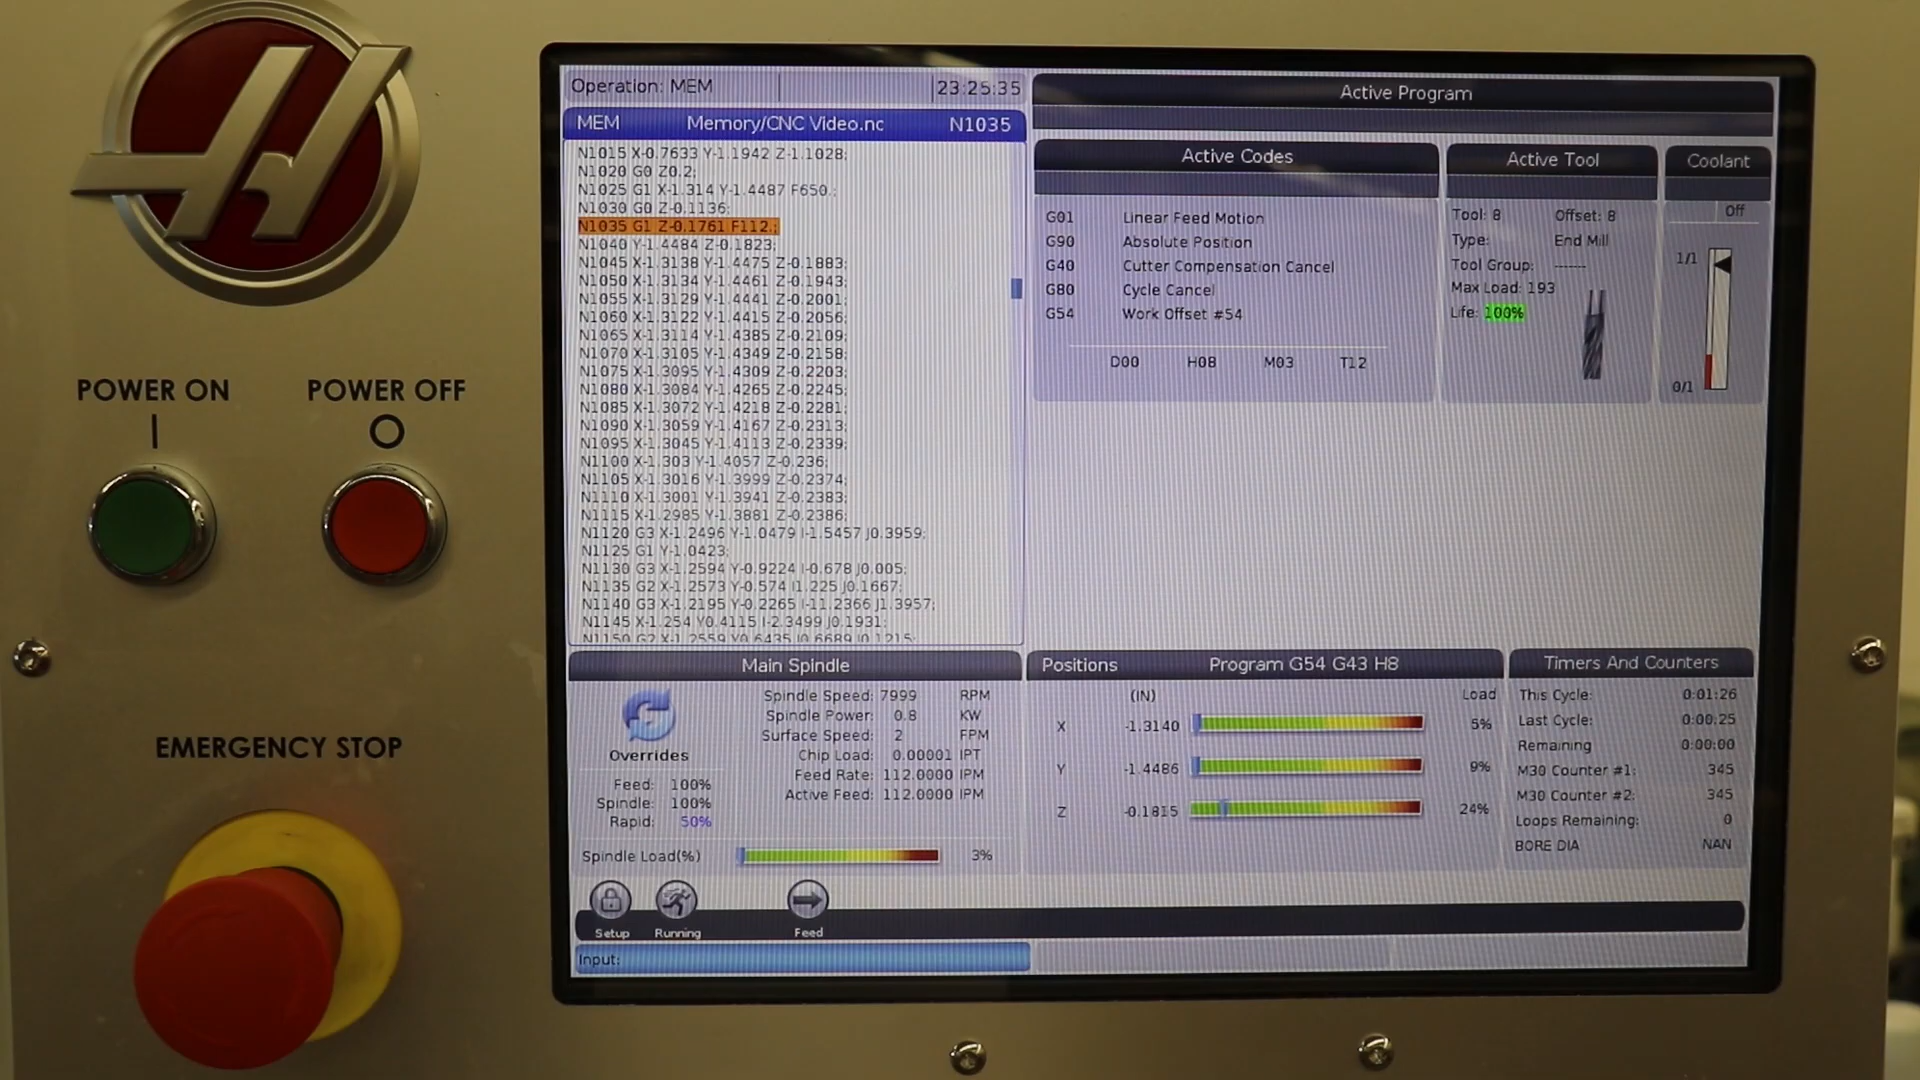 POWER ON
POWER OFF
EMERGENCY STOP
Operation: MEM
23:25:35
MEM Memory/CNC Video.nc N1035
N1015 X-0.7633 Y-1.1942 Z-1.1028;
N1020 G0 Z0.2;
N1025 G1 X-1.314 Y-1.4487 F650.;
N1030 G0 Z-0.1136;
N1035 G1 Z-0.1761 F112.;
N1040 Y-1.4484 Z-0.1823;
N1045 X-1.3138 Y-1.4475 Z-0.1883;
N1050 X-1.3134 Y-1.4461 Z-0.1943;
N1055 X-1.3129 Y-1.4441 Z-0.2001;
N1060 X-1.3122 Y-1.4415 Z-0.2056;
N1065 X-1.3114 Y-1.4385 Z-0.2109;
N1070 X-1.3105 Y-1.4349 Z-0.2158;
N1075 X-1.3095 Y-1.4309 Z-0.2203;
N1080 X-1.3084 Y-1.4265 Z-0.2245;
N1085 X-1.3072 Y-1.4218 Z-0.2281;
N1090 X-1.3059 Y-1.4167 Z-0.2313;
N1095 X-1.3045 Y-1.4113 Z-0.2339;
N1100 X-1.303 Y-1.4057 Z-0.236;
N1105 X-1.3016 Y-1.3999 Z-0.2374;
N1110 X-1.3001 Y-1.3941 Z-0.2383;
N1115 X-1.2985 Y-1.3881 Z-0.2386;
N1120 G3 X-1.2496 Y-1.0479 I-1.5457 J0.3959;
N1125 G1 Y-1.0423;
N1130 G3 X-1.2594 Y-0.9224 I-0.678 J0.005;
N1135 G2 X-1.2573 Y-0.574 I1.225 J0.1667;
N1140 G3 X-1.2195 Y-0.2265 I-11.2366 J1.3957;
N1145 X-1.254 Y0.4115 I-2.3499 J0.1931;
N1150 G2 X-1.2559 Y0.6435 I0.6689 J0.1215;
Active Program
Active Codes
G01 Linear Feed Motion
G90 Absolute Position
G40 Cutter Compensation Cancel
G80 Cycle Cancel
G54 Work Offset #54
D00 H08 M03 T12
Active Tool
Tool: 8 Offset: 8
Type: End Mill
Tool Group: ------
Max Load: 193
Life: 100%
Coolant
Off
1/1
0/1
Main Spindle
Overrides
Feed: 100%
Spindle: 100%
Rapid: 50%
Spindle Speed: 7999 RPM
Spindle Power: 0.8 KW
Surface Speed: 2 FPM
Chip Load: 0.00001 IPT
Feed Rate: 112.0000 IPM
Active Feed: 112.0000 IPM
Spindle Load(%) 3%
Positions Program G54 G43 H8
(IN) Load
X -1.3140 5%
Y -1.4486 9%
Z -0.1815 24%
Timers And Counters
This Cycle: 0:01:26
Last Cycle: 0:00:25
Remaining 0:00:00
M30 Counter #1: 345
M30 Counter #2: 345
Loops Remaining: 0
BORE DIA NAN
Setup Running Feed
Input: